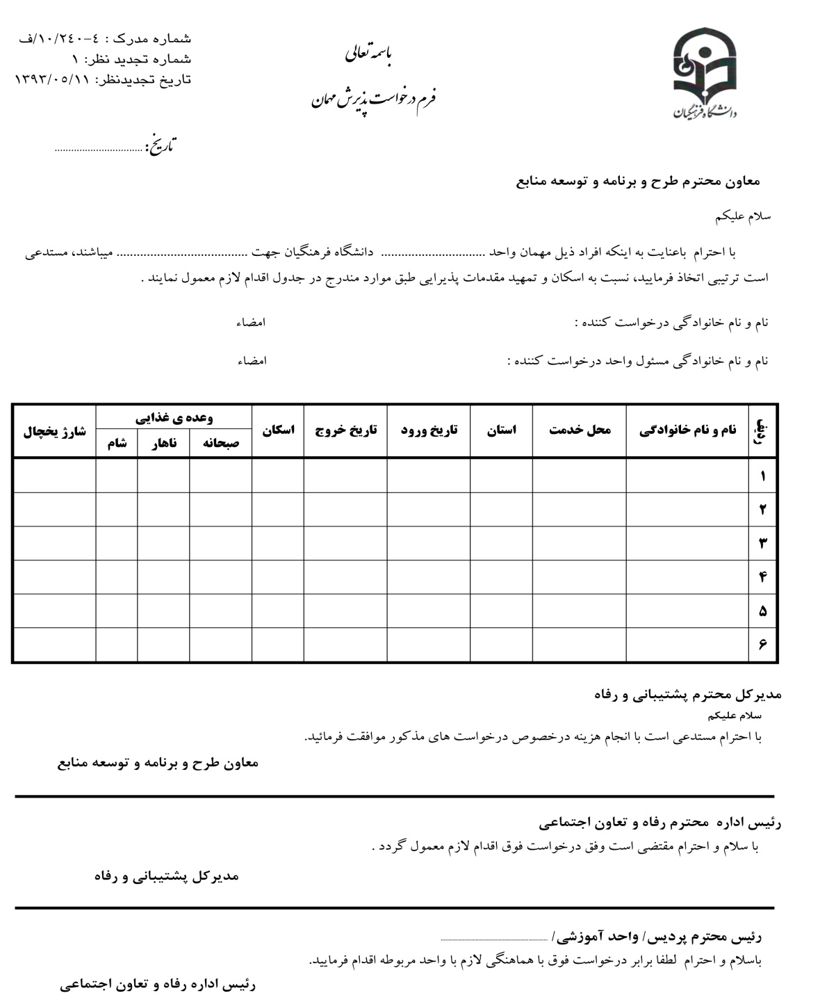 شماره مدرک : ٤-١٠/٢٤٠/ف
شماره تجدید نظر: ١
تاریخ تجدیدنظر: ١٣٩٣/٠٥/١١
باسمه تعالی
فرم درخواست پذیرش مهمان
دانشگاه فرهنگیان
تاریخ: ................................
معاون محترم طرح و برنامه و توسعه منابع
سلام علیکم
با احترام باعنایت به اینکه افراد ذیل مهمان واحد ............................... دانشگاه فرهنگیان جهت ....................................... میباشند، مستدعی
است ترتیبی اتخاذ فرمایید، نسبت به اسکان و تمهید مقدمات پذیرایی طبق موارد مندرج در جدول اقدام لازم معمول نمایند .
نام و نام خانوادگی درخواست کننده : امضاء
نام و نام خانوادگی مسئول واحد درخواست کننده : امضاء
ردیف نام و نام خانوادگی محل خدمت استان تاریخ ورود تاریخ خروج اسکان وعده ی غذایی شارژ یخچال
صبحانه ناهار شام
۱
۲
۳
۴
۵
۶
مدیرکل محترم پشتیبانی و رفاه
سلام علیکم
با احترام مستدعی است با انجام هزینه درخصوص درخواست های مذکور موافقت فرمائید.
معاون طرح و برنامه و توسعه منابع
رئیس اداره محترم رفاه و تعاون اجتماعی
با سلام و احترام مقتضی است وفق درخواست فوق اقدام لازم معمول گردد .
مدیرکل پشتیبانی و رفاه
رئیس محترم پردیس/ واحد آموزشی/ ................................
باسلام و احترام لطفا برابر درخواست فوق با هماهنگی لازم با واحد مربوطه اقدام فرمایید.
رئیس اداره رفاه و تعاون اجتماعی